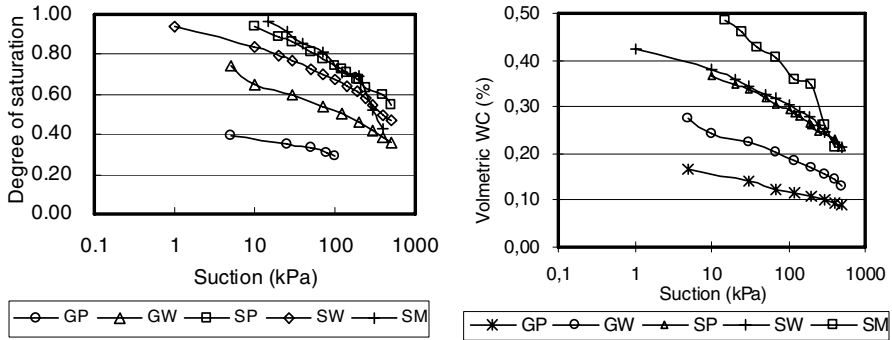 Degree of saturation
1.00
0.80
0.60
0.40
0.20
0.00
0.1 1 10 100 1000
Suction (kPa)
GP GW SP SW SM
Volmetric WC (%)
0,50
0,40
0,30
0,20
0,10
0,00
0,1 1 10 100 1000
Suction (kPa)
GP GW SP SW SM